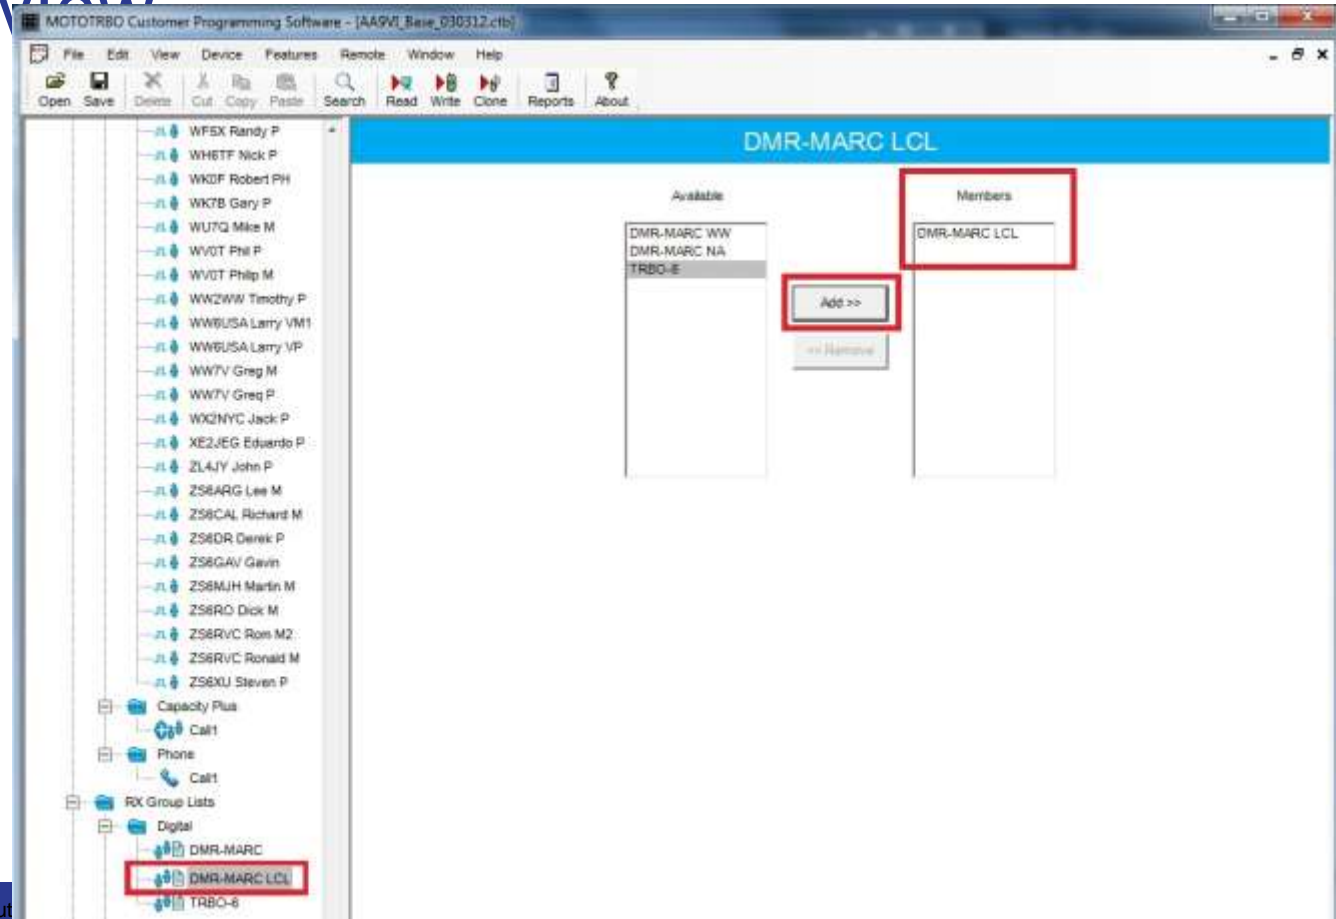 View
MOTOTRBO Customer Programming Software - [AA9VI_Base_030312.ctb]
File Edit View Device Features Remote Window Help
Open Save Delete Cut Copy Paste Search Read Write Clone Reports About
WF5X Randy P
WH6TF Nick P
WK0F Robert PH
WK7B Gary P
WU7Q Mike M
WV0T Phil P
WV0T Philip M
WW2WW Timothy P
WW6USA Larry VM1
WW6USA Larry VP
WW7V Greg M
WW7V Greg P
WX2NYC Jack P
XE2JEG Eduardo P
ZL4JY John P
ZS6ARG Lee M
ZS6CAL Richard M
ZS6DR Derek P
ZS6GAV Gavin
ZS6MJH Martin M
ZS6RO Dick M
ZS6RVC Rom M2
ZS6RVC Ronald M
ZS6XU Steven P
Capacity Plus
Call1
Phone
Call1
RX Group Lists
Digital
DMR-MARC
DMR-MARC LCL
TRBO-6
DMR-MARC LCL
Available
DMR-MARC WW
DMR-MARC NA
TRBO-6
Add >>
<< Remove
Members
DMR-MARC LCL
ut